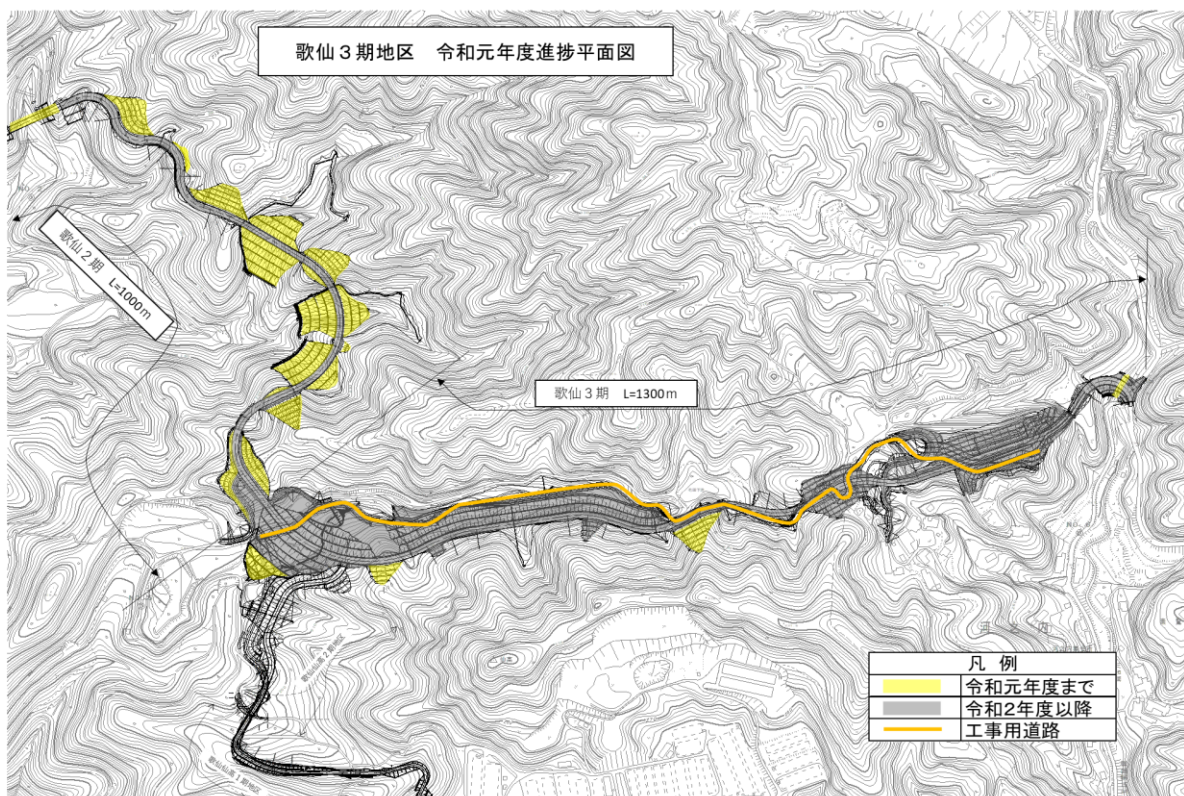 歌仙３期地区　令和元年度進捗平面図
歌仙２期　L=1000ｍ
歌仙３期　L=1300ｍ
凡 例
令和元年度まで
令和2年度以降
工事用道路